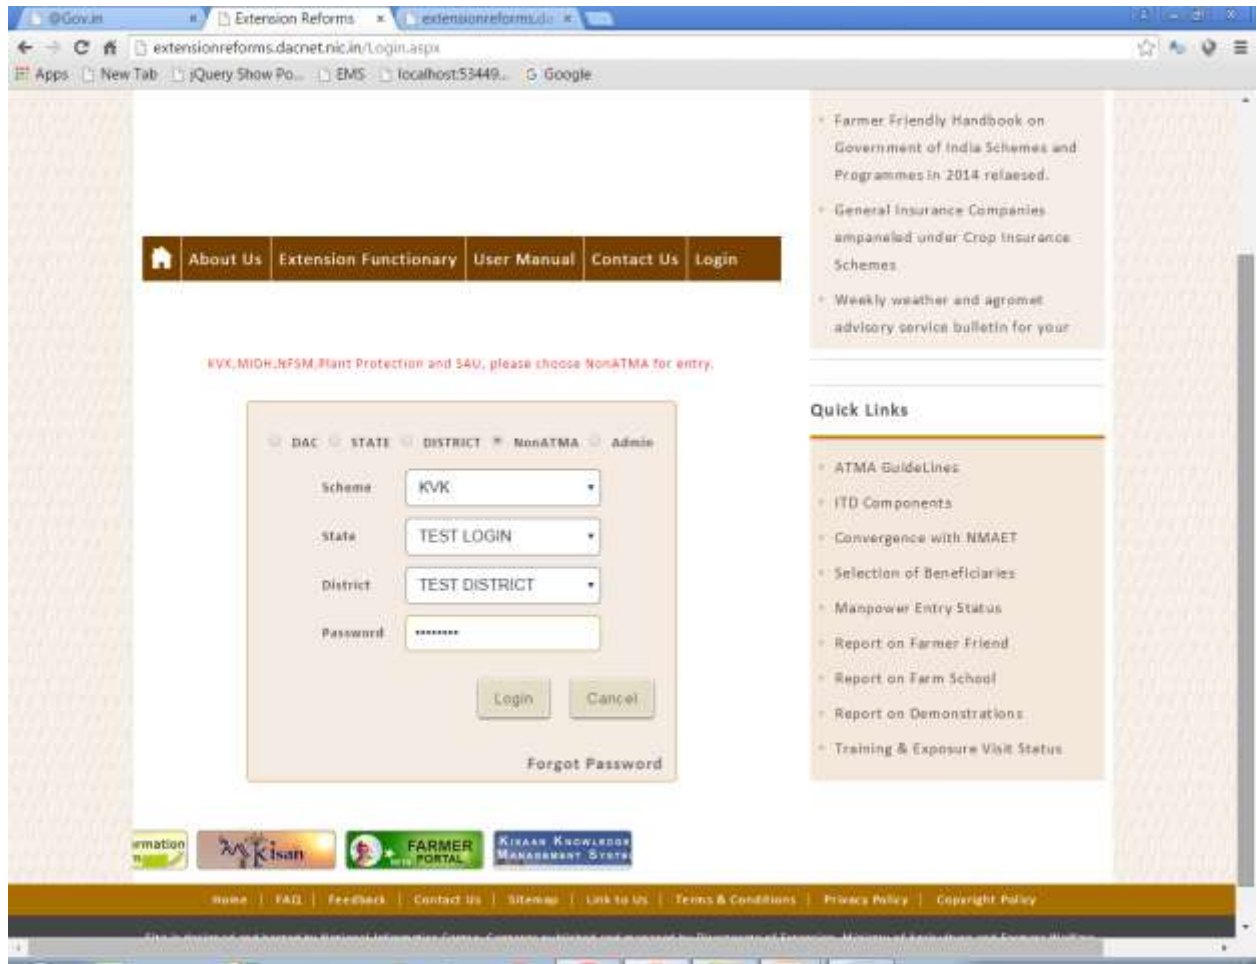 @Gov.in
Extension Reforms
extensionreforms.da
extensionreforms.dacnet.nic.in/Login.aspx
Apps New Tab jQuery Show Po... EMS localhost:53449... Google
Farmer Friendly Handbook on
Government of India Schemes and
Programmes in 2014 relaesed.
General Insurance Companies
empaneled under Crop Insurance
Schemes
Weekly weather and agromet
advisory service bulletin for your
About Us Extension Functionary User Manual Contact Us Login
KVK,MIDH,NFSM,Plant Protection and SAU, please choose NonATMA for entry.
DAC STATE DISTRICT NonATMA Admin
Scheme KVK
State TEST LOGIN
District TEST DISTRICT
Password ••••••••
Login Cancel
Forgot Password
Quick Links
ATMA GuideLines
ITD Components
Convergence with NMAET
Selection of Beneficiaries
Manpower Entry Status
Report on Farmer Friend
Report on Farm School
Report on Demonstrations
Training & Exposure Visit Status
rmation
Kisan
FARMER
PORTAL
KISAAN KNOWLEDGE
MANAGEMENT SYSTE
Home | FAQ | Feedback | Contact Us | Sitemap | Link to Us | Terms & Conditions | Privacy Policy | Copyright Policy